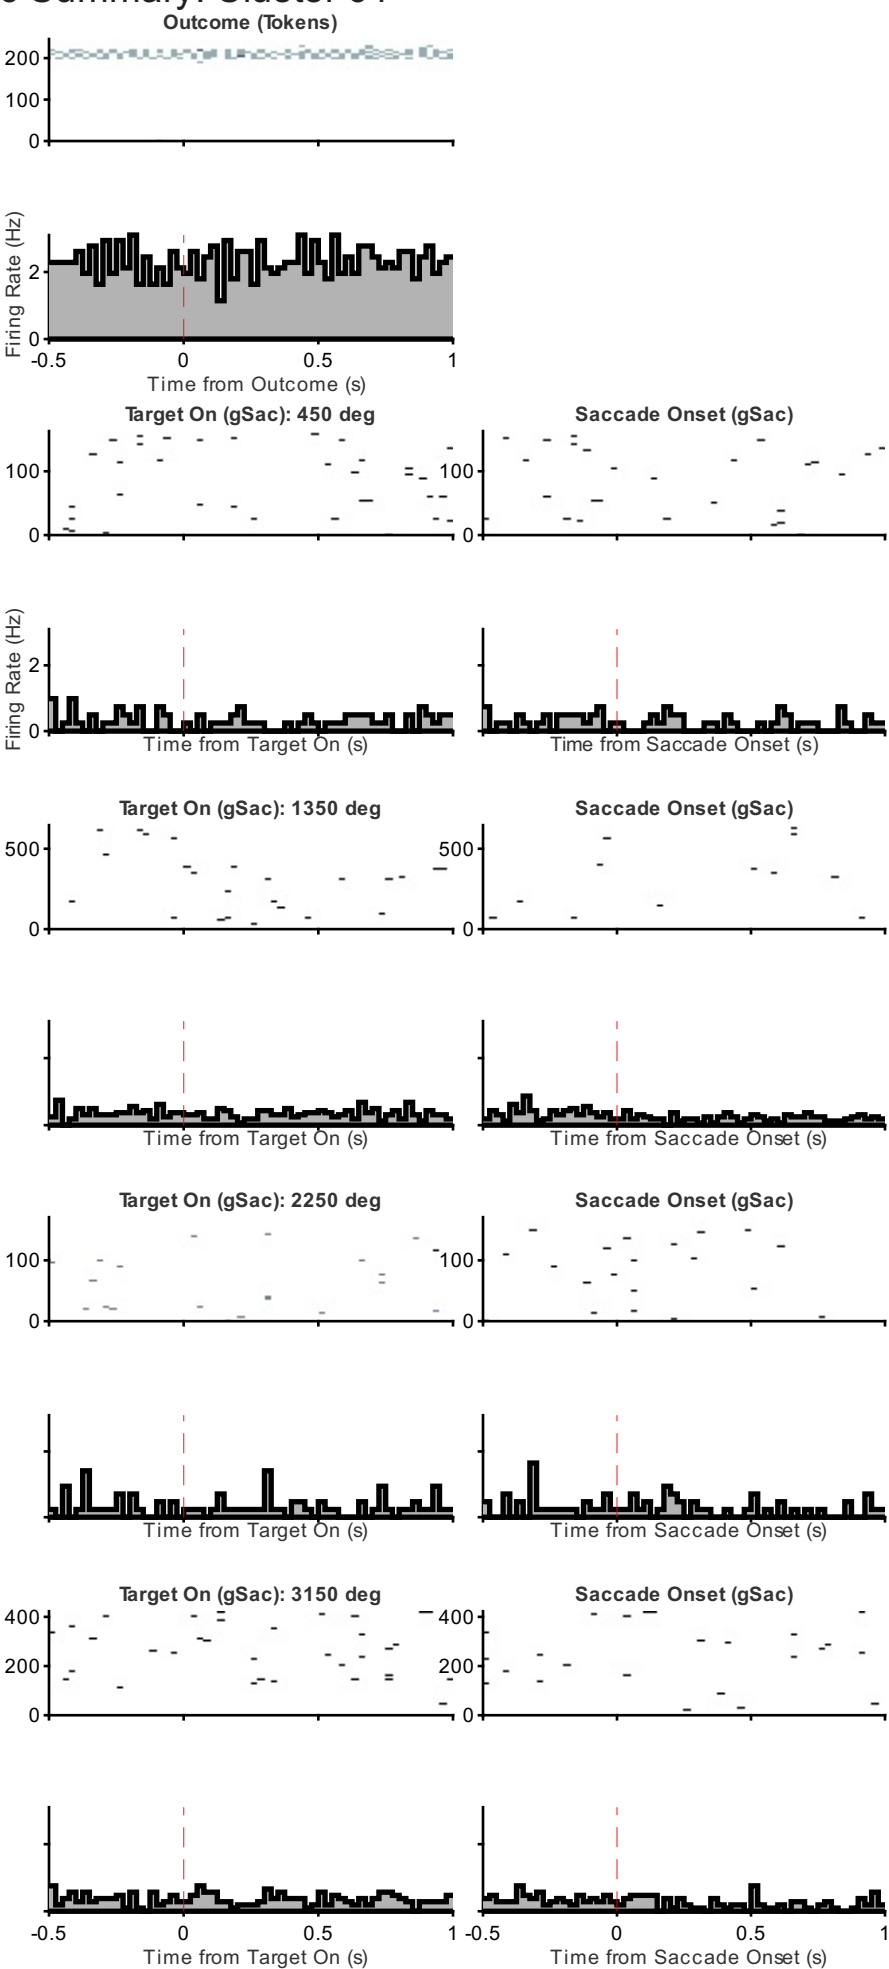 Summary: Cluster
Outcome (Tokens)
200
100
0
Firing Rate (Hz)
2
0
-0.5 0 0.5 1
Time from Outcome (s)
Target On (gSac): 450 deg Saccade Onset (gSac)
100 100
0 0
Firing Rate (Hz)
2
0
Time from Target On (s) Time from Saccade Onset (s)
Target On (gSac): 1350 deg Saccade Onset (gSac)
500 500
0 0
Time from Target On (s) Time from Saccade Onset (s)
Target On (gSac): 2250 deg Saccade Onset (gSac)
100 100
0 0
Time from Target On (s) Time from Saccade Onset (s)
Target On (gSac): 3150 deg Saccade Onset (gSac)
400 400
200 200
0 0
-0.5 0 0.5 1 -0.5 0 0.5 1
Time from Target On (s) Time from Saccade Onset (s)